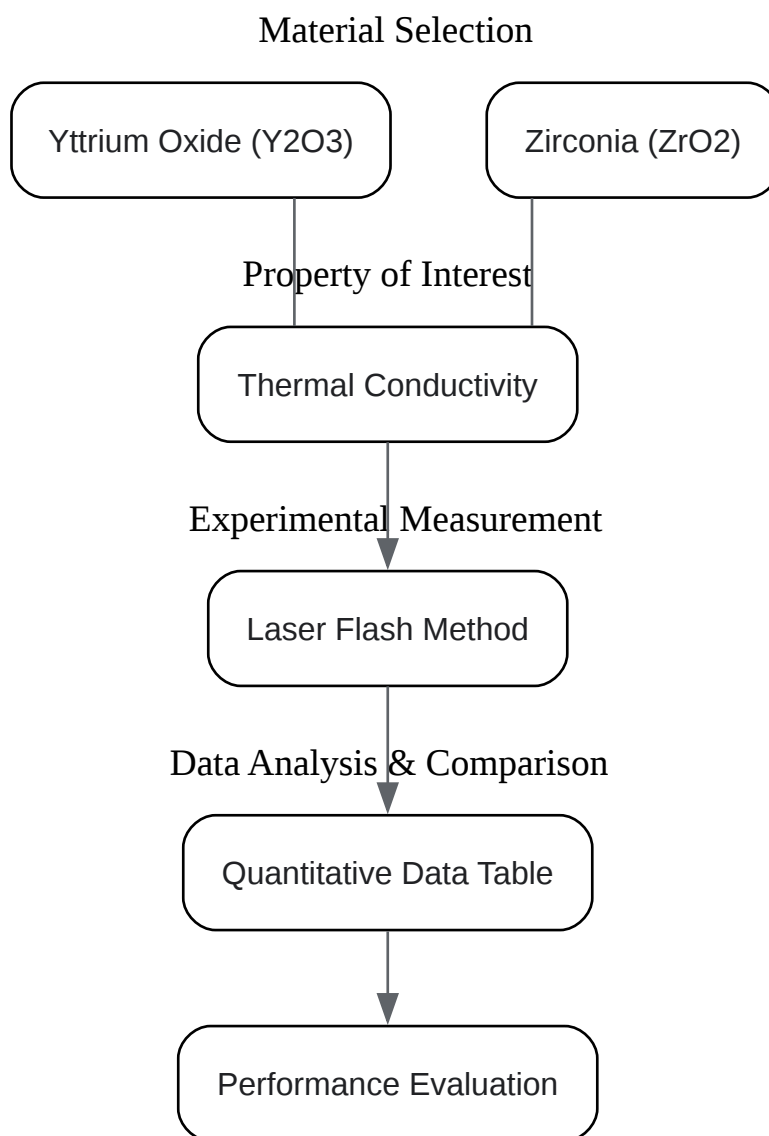 Material Selection
Yttrium Oxide (Y2O3)
Zirconia (ZrO2)
Property of Interest
Thermal Conductivity
Experimental Measurement
Laser Flash Method
Data Analysis & Comparison
Quantitative Data Table
Performance Evaluation